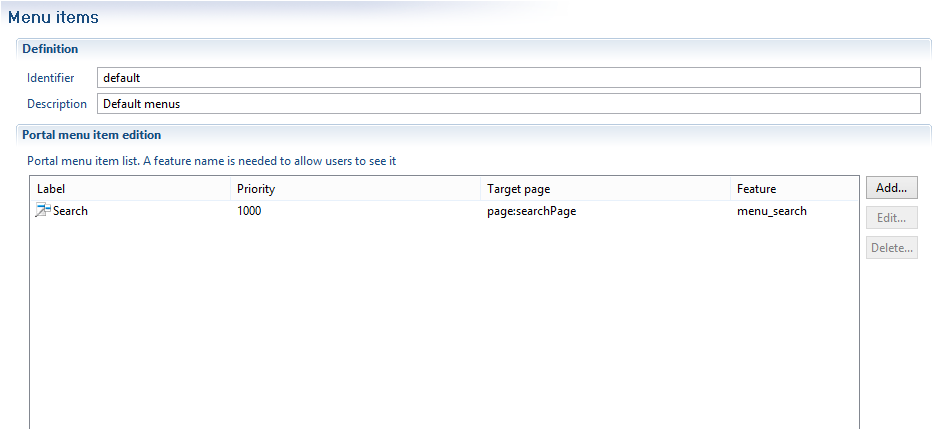 Menu items
Definition
Identifier default
Description Default menus
Portal menu item edition
Portal menu item list. A feature name is needed to allow users to see it
Label Priority Target page Feature Add...
Search 1000 page:searchPage menu_search Edit...
Delete...